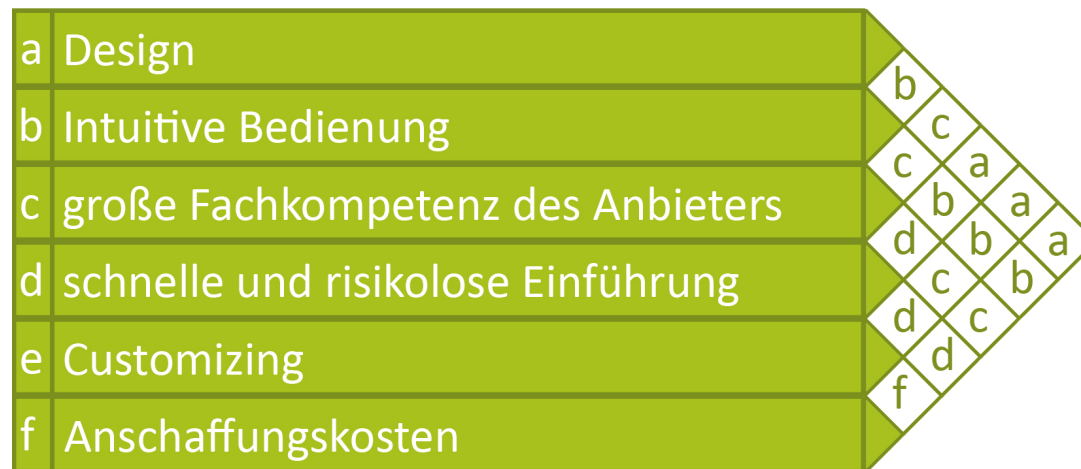 a Design
b Intuitive Bedienung
c große Fachkompetenz des Anbieters
d schnelle und risikolose Einführung
e Customizing
f Anschaffungskosten
b
c
c a
b a
d b a
c b
d c
d
f